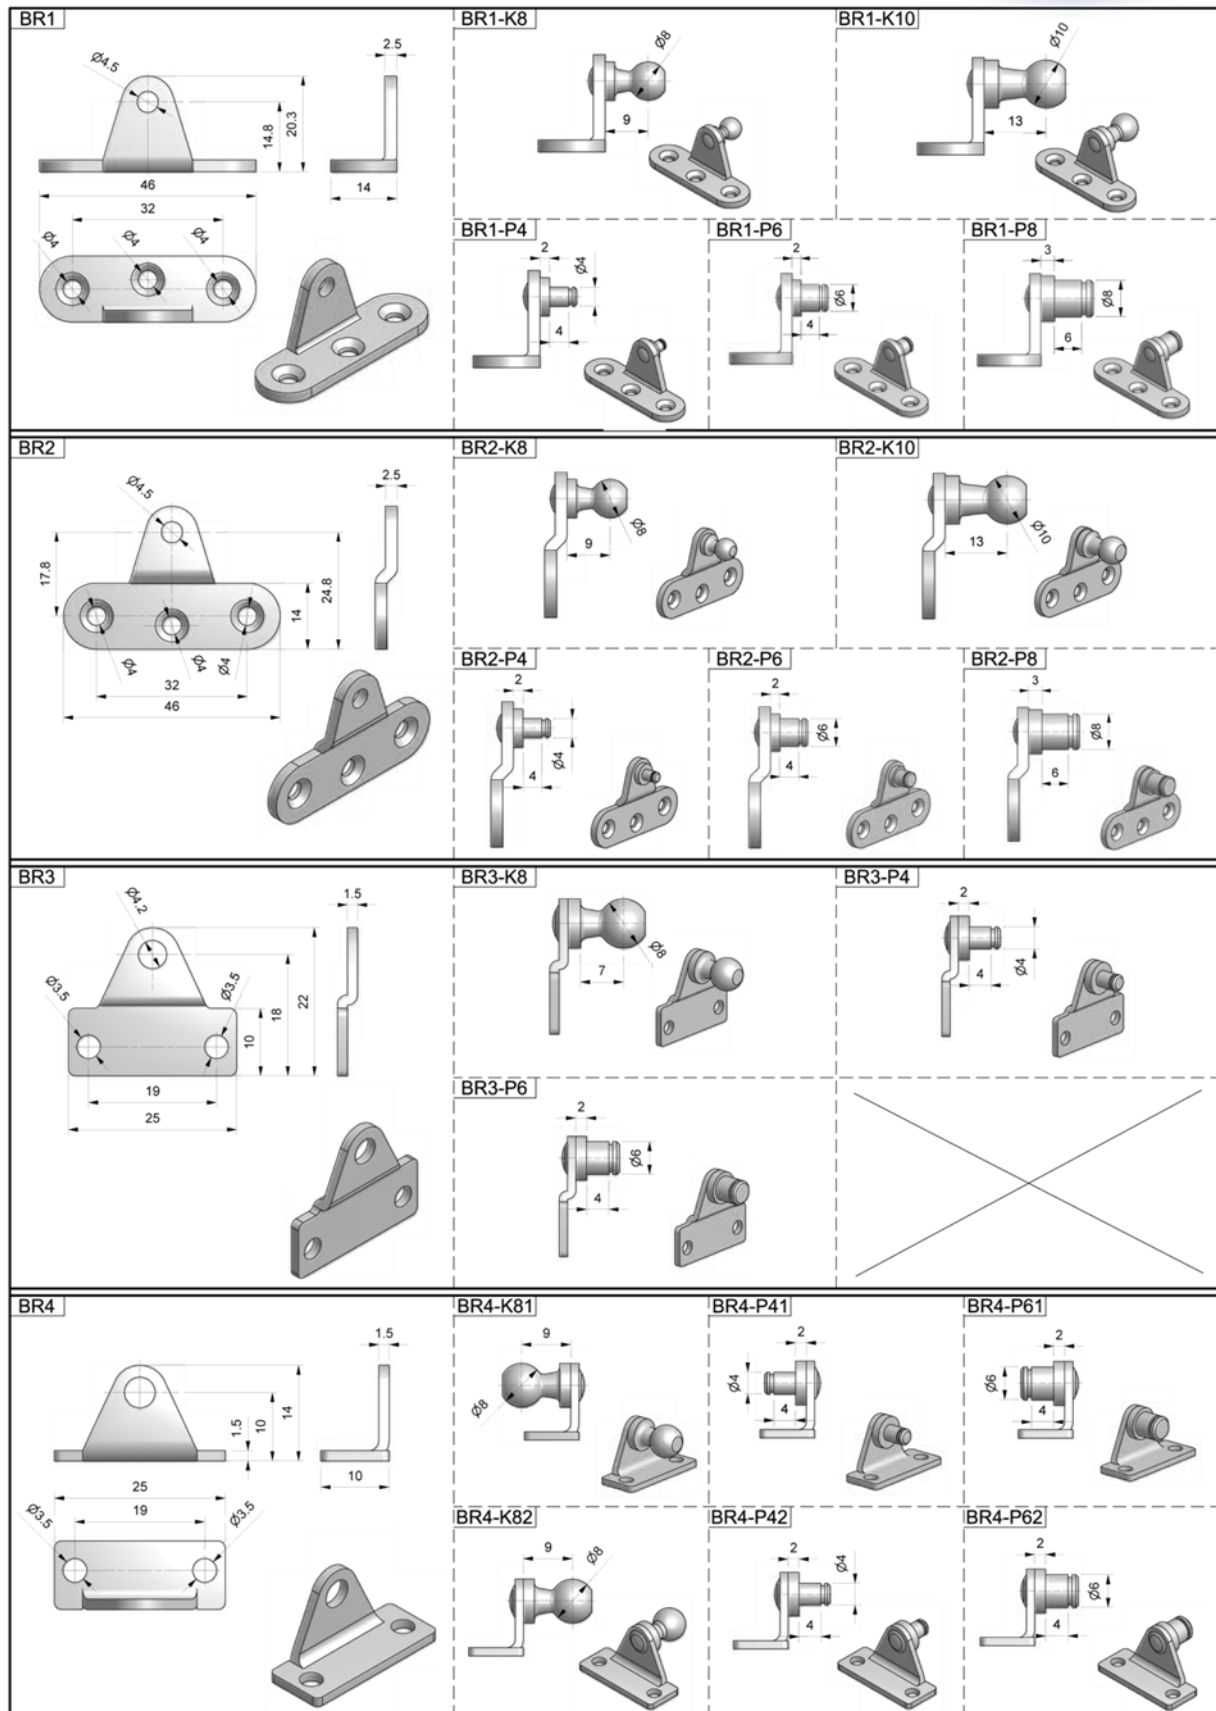 BR1
Ø4.5
2.5
14.8
20.3
46
14
32
Ø4
Ø4
Ø4
BR1-K8
Ø8
9
BR1-K10
Ø10
13
BR1-P4
2
Ø4
4
BR1-P6
2
Ø6
4
BR1-P8
3
Ø8
6
BR2
Ø4.5
2.5
17.8
24.8
14
Ø4
Ø4
Ø4
32
46
BR2-K8
Ø8
9
BR2-K10
13
Ø10
BR2-P4
2
4
Ø4
BR2-P6
2
Ø6
4
BR2-P8
3
Ø8
6
BR3
Ø4.2
1.5
Ø3.5
Ø3.5
10
18
22
19
25
BR3-K8
Ø8
7
BR3-P4
2
4
Ø4
BR3-P6
2
Ø6
4
BR4
1.5
1.5
10
14
10
25
Ø3.5
19
Ø3.5
BR4-K81
9
Ø8
BR4-P41
2
Ø4
4
BR4-P61
2
Ø6
4
BR4-K82
9
Ø8
BR4-P42
2
Ø4
4
BR4-P62
2
Ø6
4